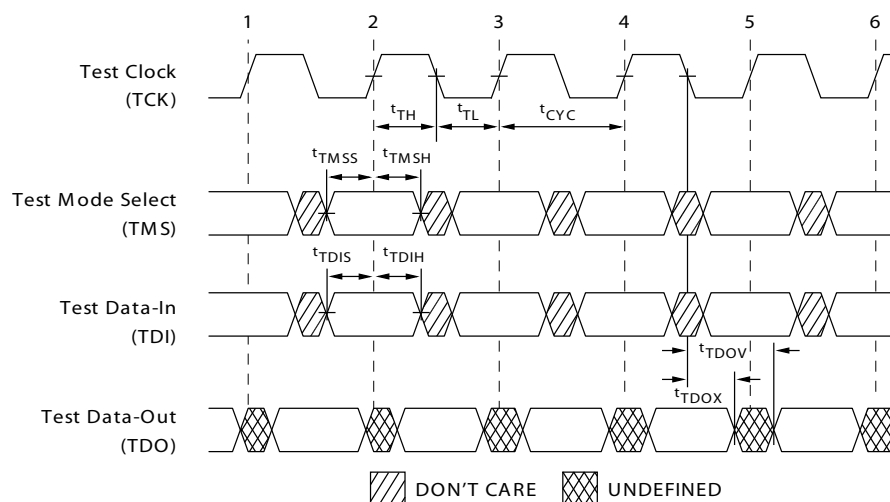 1 2 3 4 5 6
Test Clock
(TCK)
tTH tTL tCYC
tTMSS tTMSH
Test Mode Select
(TMS)
tTDIS tTDIH
Test Data-In
(TDI)
tTDOV
tTDOX
Test Data-Out
(TDO)
DON'T CARE UNDEFINED